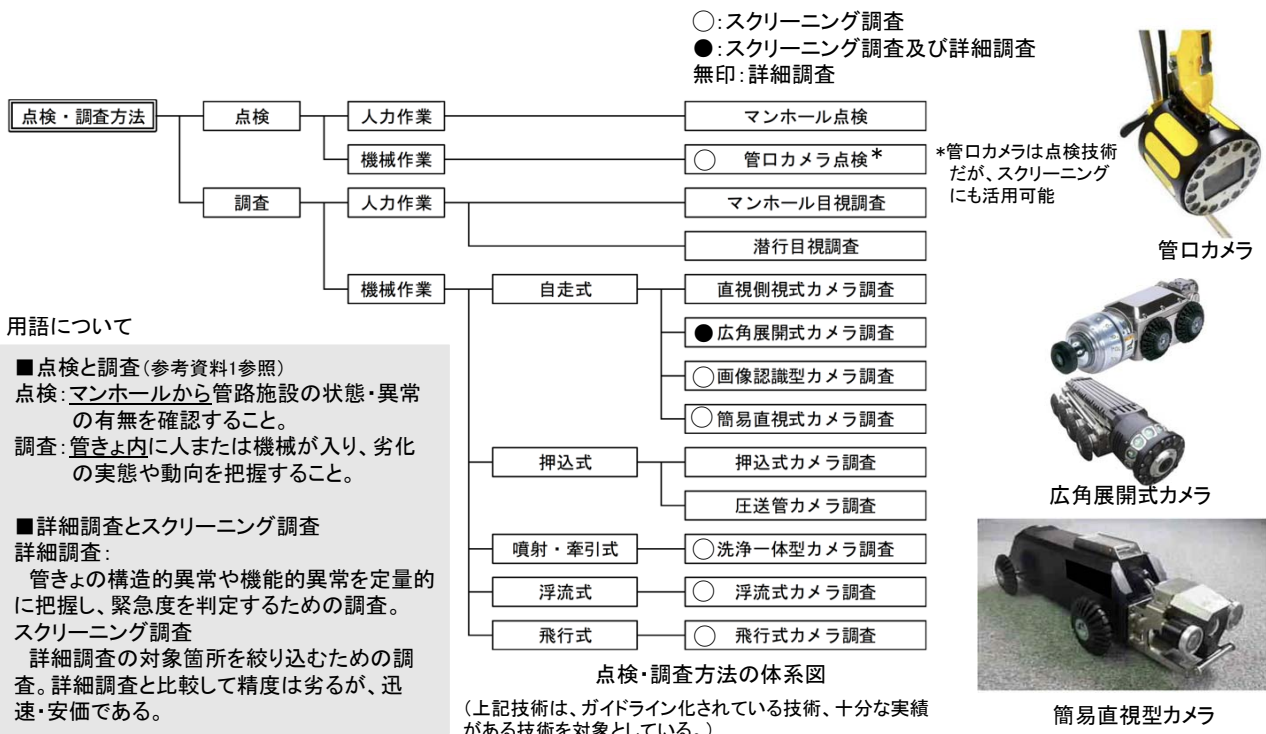 ○:スクリーニング調査
●:スクリーニング調査及び詳細調査
無印:詳細調査
点検・調査方法
点検
人力作業
マンホール点検
機械作業
○ 管口カメラ点検*
*管口カメラは点検技術
だが、スクリーニング
にも活用可能
管口カメラ
調査
人力作業
マンホール目視調査
潜行目視調査
機械作業
自走式
直視側視式カメラ調査
●広角展開式カメラ調査
○画像認識型カメラ調査
○簡易直視式カメラ調査
押込式
押込式カメラ調査
圧送管カメラ調査
噴射・牽引式
○洗浄一体型カメラ調査
浮流式
○ 浮流式カメラ調査
飛行式
○ 飛行式カメラ調査
点検・調査方法の体系図
(上記技術は、ガイドライン化されている技術、十分な実績
がある技術を対象としている。)
広角展開式カメラ
簡易直視型カメラ
用語について
■点検と調査(参考資料1参照)
点検:マンホールから管路施設の状態・異常
の有無を確認すること。
調査:管きょ内に人または機械が入り、劣化
の実態や動向を把握すること。
■詳細調査とスクリーニング調査
詳細調査:
管きょの構造的異常や機能的異常を定量的
に把握し、緊急度を判定するための調査。
スクリーニング調査
詳細調査の対象箇所を絞り込むための調
査。詳細調査と比較して精度は劣るが、迅
速・安価である。